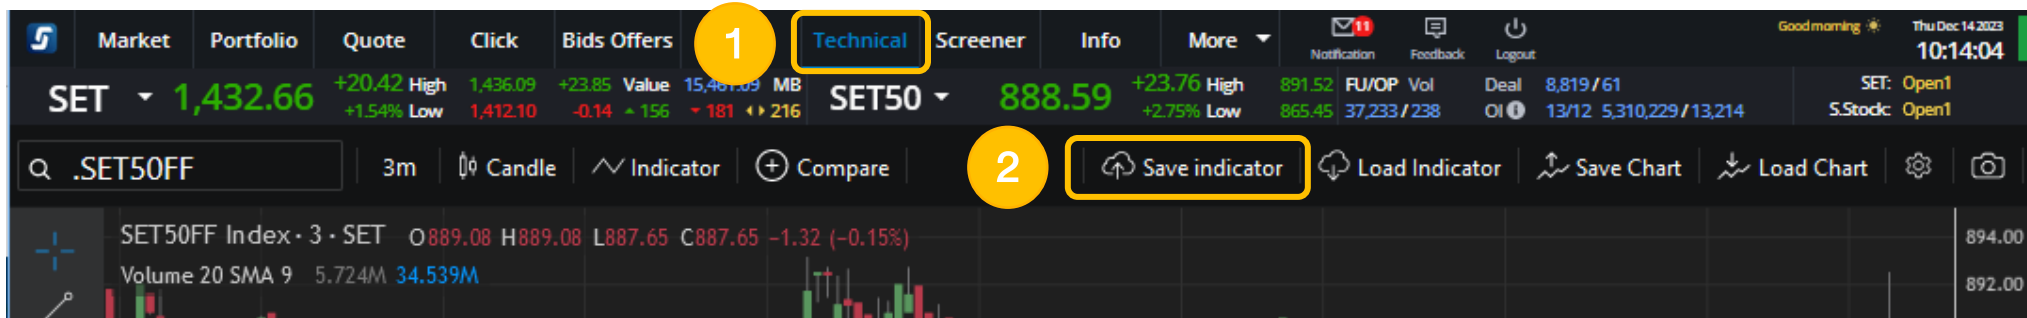 Market Portfolio Quote Click Bids Offers 1 Technical Screener Info More 11 Notification Feedback Logout Good morning Thu Dec 14 2023 10:14:04
SET 1,432.66 +20.42 High 1,436.09 +23.85 Value MB SET50 888.59 +23.76 High 891.52 FU/OP Vol Deal 8,819/61 SET: Open1
+1.54% Low 1,412.10 -0.14 156 181 216 +2.75% Low 865.45 37,233/238 OI 13/12 5,310,229/13,214 S.Stock: Open1
.SET50FF 3m Candle Indicator Compare 2 Save indicator Load Indicator Save Chart Load Chart
SET50FF Index · 3 · SET O889.08 H889.08 L887.65 C887.65 −1.32 (−0.15%) 894.00
Volume 20 SMA 9 5.724M 34.539M 892.00